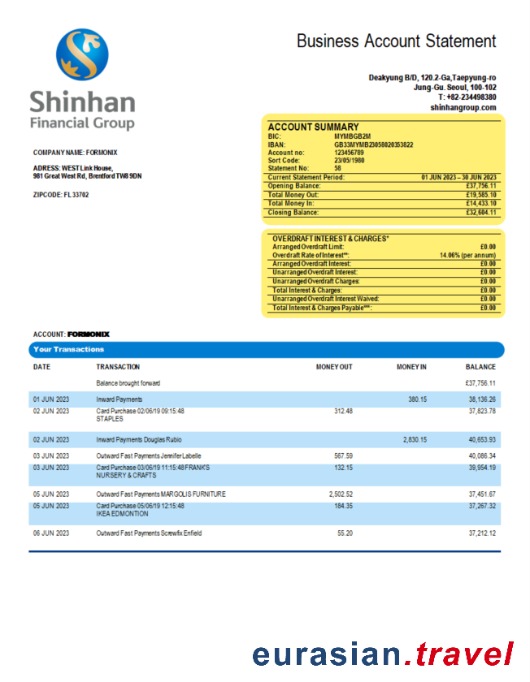 Business Account Statement
Shinhan
Financial Group
Deakyung B/D, 120.2-Ga,Taepyung-ro
Jung-Gu. Seoul, 100-102
T: +82-234498380
shinhangroup.com
COMPANY NAME: FORMONIX
ADRESS: WEST Link House,
981 Great West Rd, Brentford TW8 9DN
ZIPCODE: FL 33702
ACCOUNT SUMMARY
BIC: MYMBGB2M
IBAN: GB33MYMB23058020353822
Account no: 123456789
Sort Code: 23/05/1980
Statement No: 58
Current Statement Period: 01 JUN 2023 – 30 JUN 2023
Opening Balance: £37,756.11
Total Money Out: £19,585.10
Total Money In: £14,433.10
Closing Balance: £32,604.11
OVERDRAFT INTEREST & CHARGES*
Arranged Overdraft Limit: £0.00
Overdraft Rate of Interest**: 14.06% (per annum)
Arranged Overdraft Interest: £0.00
Unarranged Overdraft Interest: £0.00
Unarranged Overdraft Charges: £0.00
Total Interest & Charges: £0.00
Unarranged Overdraft Interest Waived: £0.00
Total Interest & Charges Payable***: £0.00
ACCOUNT: FORMONIX
Your Transactions
DATE TRANSACTION MONEY OUT MONEY IN BALANCE
Balance brought forward £37,756.11
01 JUN 2023 Inward Payments 380.15 38,136.26
02 JUN 2023 Card Purchase 02/06/19 09:15:48 312.48 37,823.78
STAPLES
02 JUN 2023 Inward Payments Douglas Rubio 2,830.15 40,653.93
03 JUN 2023 Outward Fast Payments Jennifer Labelle 567.59 40,086.34
03 JUN 2023 Card Purchase 03/06/19 11:15:48 FRANKS 132.15 39,954.19
NURSERY & CRAFTS
05 JUN 2023 Outward Fast Payments MARGOLIS FURNITURE 2,502.52 37,451.67
05 JUN 2023 Card Purchase 05/06/19 12:15:48 184.35 37,267.32
IKEA EDMONTION
06 JUN 2023 Outward Fast Payments Screwfix Enfield 55.20 37,212.12
eurasian.travel